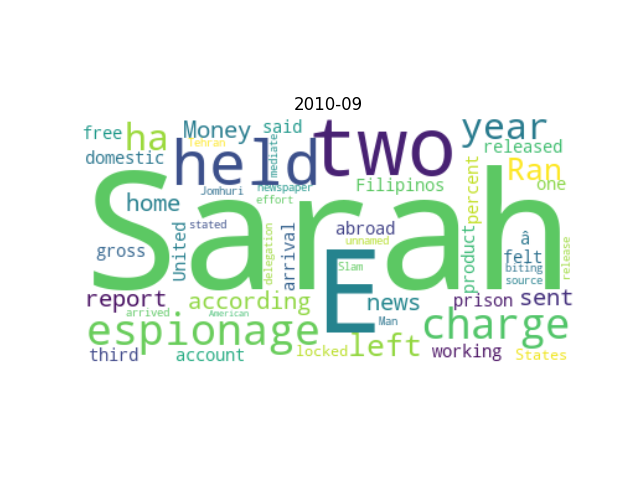 2010-09
free
ha
Money
said
two
year
domestic
Tehran
held
mediate
released
Ran
one
Jomhuri
newspaper
effort
Filipinos
percent
home
Sarah
stated
United
gross
delegation
arrival
abroad
unnamed
product
â
felt
biting
source
release
Slam
E
report
according
news
prison
sent
arrived
American
Man
espionage
charge
third
account
locked
left
working
States